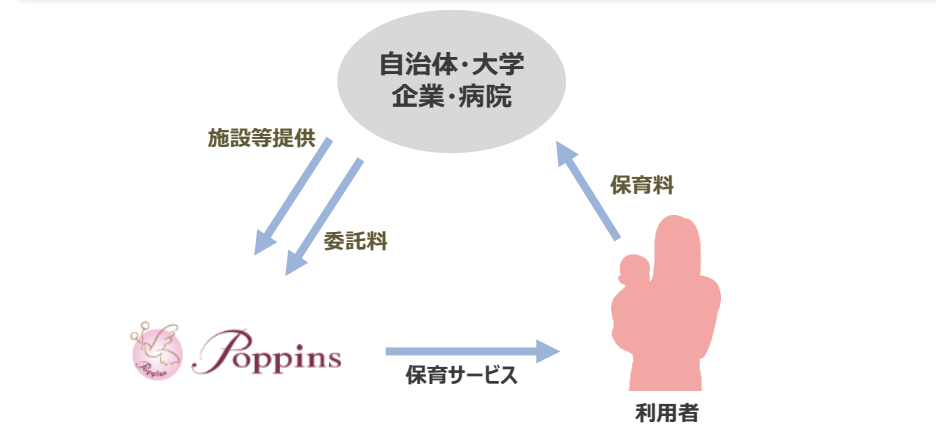 自治体・大学
企業・病院
施設等提供
保育料
委託料
Poppins
Poppins
保育サービス
利用者